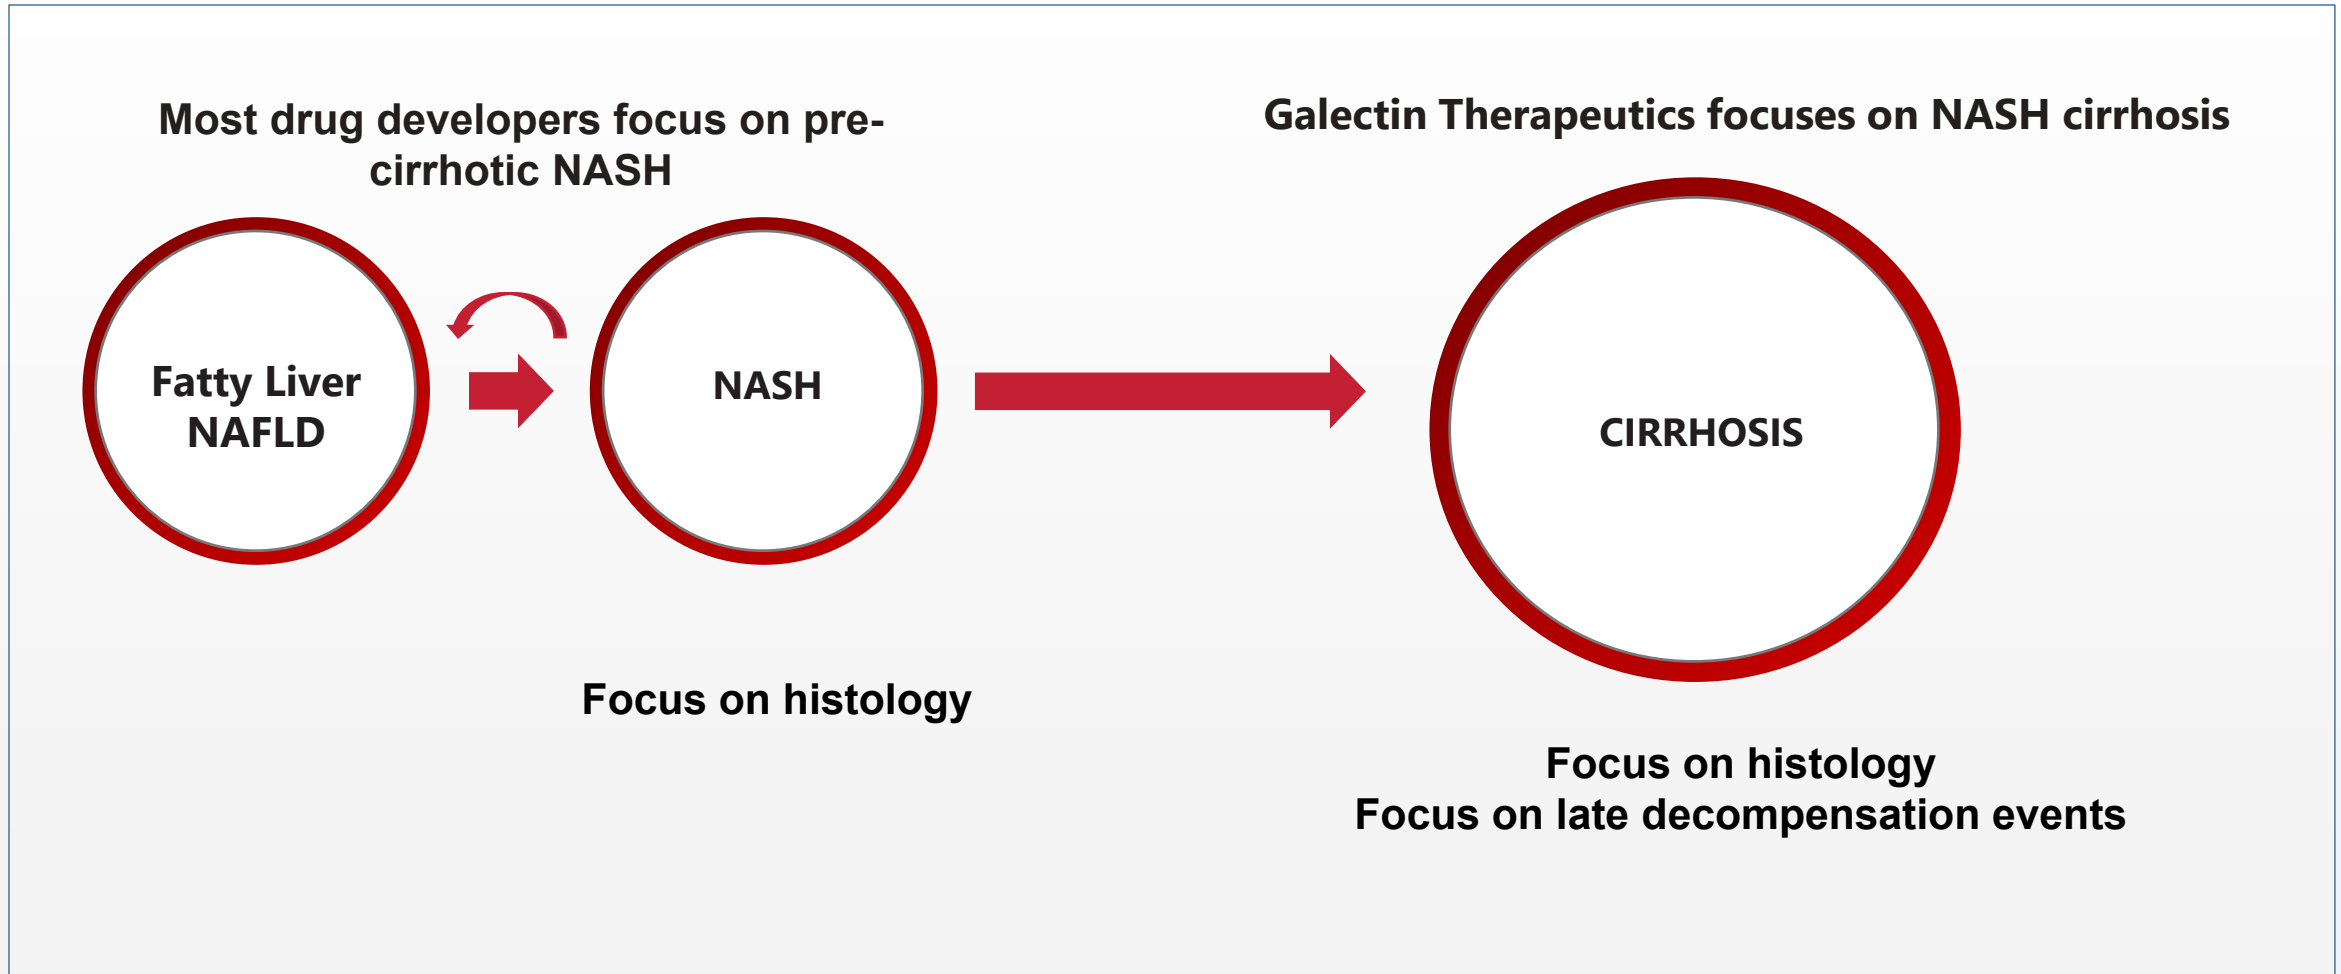 Most drug developers focus on pre-
cirrhotic NASH
Galectin Therapeutics focuses on NASH cirrhosis
Fatty Liver
NAFLD
NASH
CIRRHOSIS
Focus on histology
Focus on histology
Focus on late decompensation events